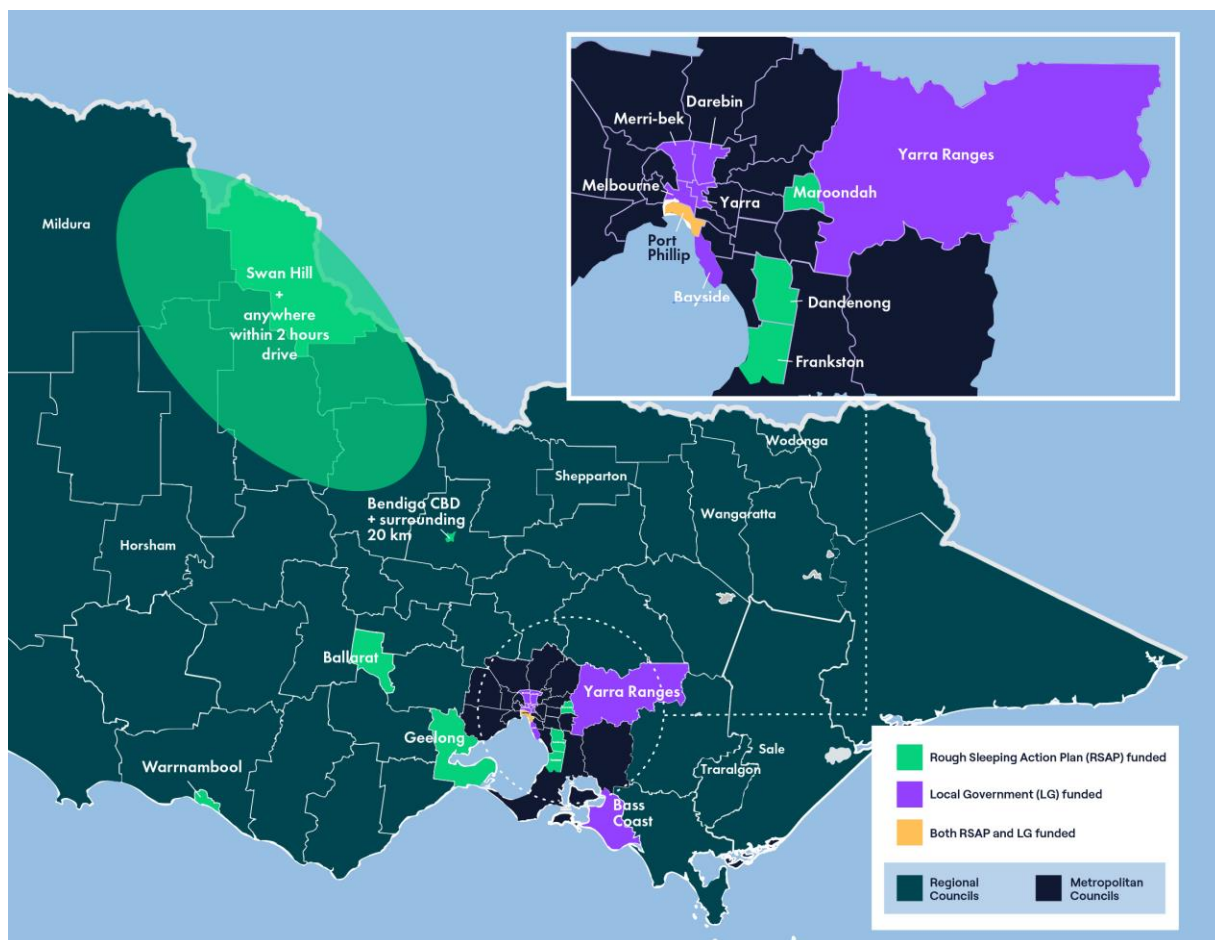 Mildura
Swan Hill
+
anywhere
within 2 hours
drive
Bendigo CBD
+ surrounding
20 km
Horsham
Shepparton
Wodonga
Wangaratta
Ballarat
Geelong
Warrnambool
Yarra Ranges
Bass
Coast
Sale
Traralgon
Darebin
Merri-bek
Yarra Ranges
Melbourne
Yarra
Maroondah
Port
Phillip
Bayside
Dandenong
Frankston
Rough Sleeping Action Plan (RSAP) funded
Local Government (LG) funded
Both RSAP and LG funded
Regional
Councils
Metropolitan
Councils